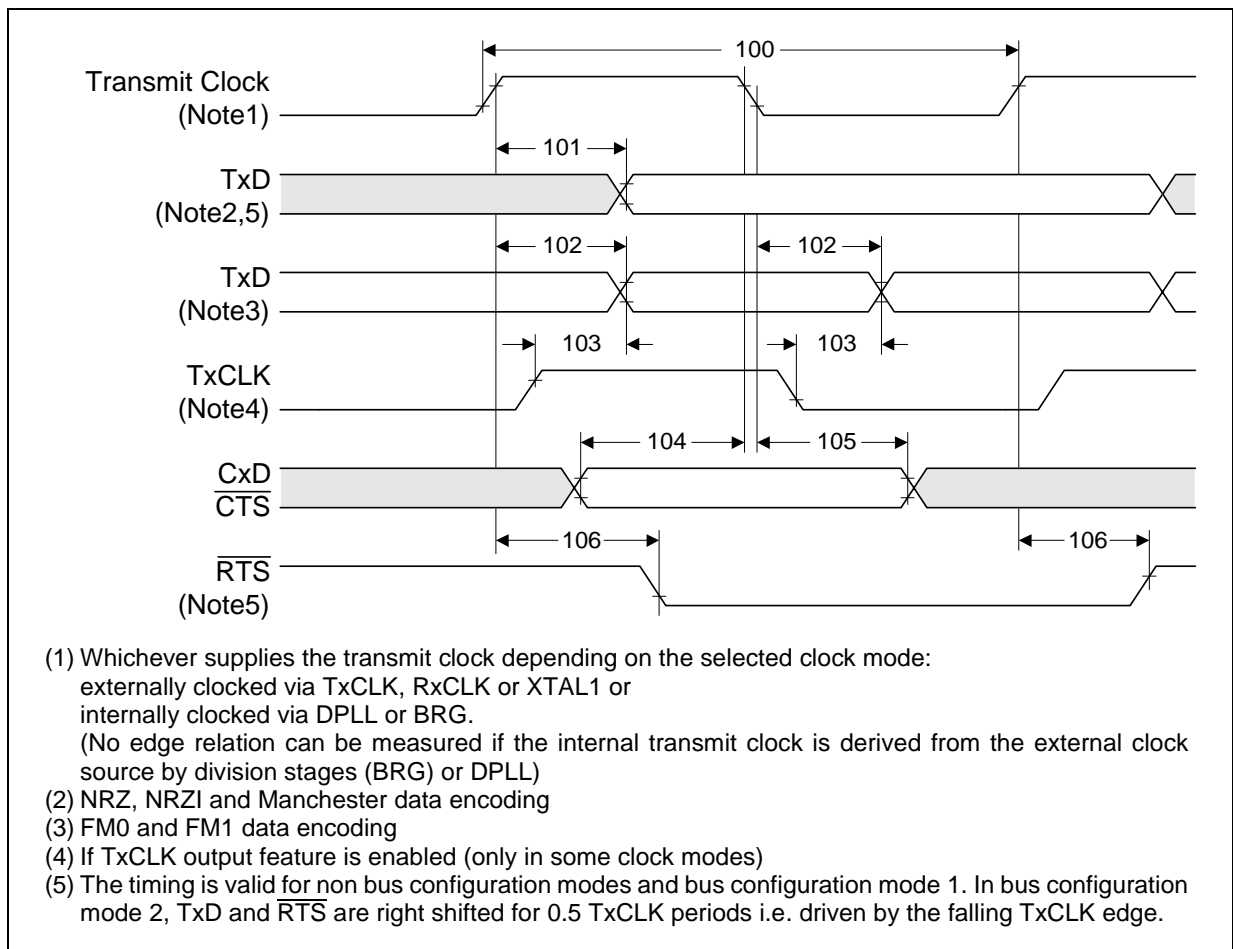 100
Transmit Clock
(Note1)
101
TxD
(Note2,5)
102
102
TxD
(Note3)
103
103
TxCLK
(Note4)
104
105
CxD
CTS
106
106
RTS
(Note5)
(1) Whichever supplies the transmit clock depending on the selected clock mode:
externally clocked via TxCLK, RxCLK or XTAL1 or
internally clocked via DPLL or BRG.
(No edge relation can be measured if the internal transmit clock is derived from the external clock
source by division stages (BRG) or DPLL)
(2) NRZ, NRZI and Manchester data encoding
(3) FM0 and FM1 data encoding
(4) If TxCLK output feature is enabled (only in some clock modes)
(5) The timing is valid for non bus configuration modes and bus configuration mode 1. In bus configuration
mode 2, TxD and RTS are right shifted for 0.5 TxCLK periods i.e. driven by the falling TxCLK edge.